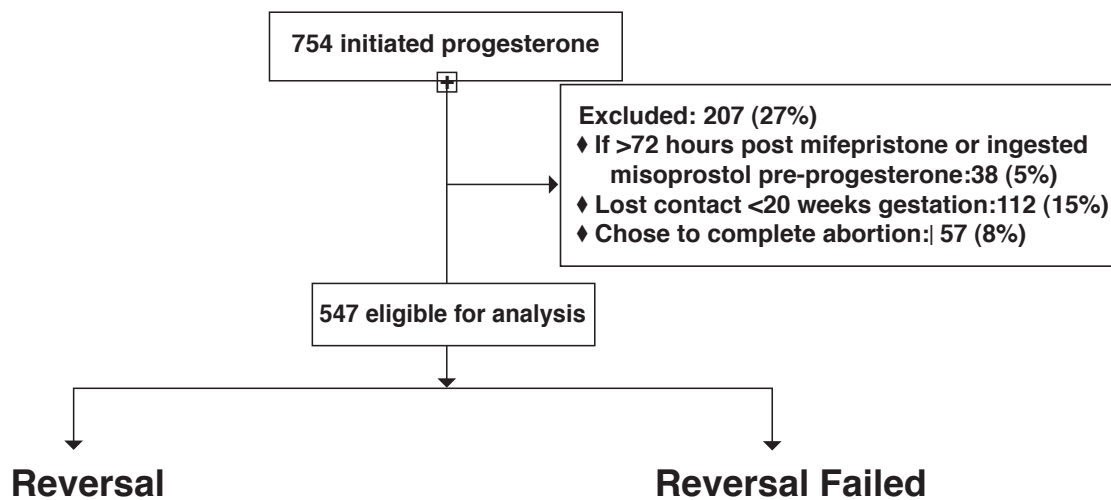 754 initiated progesterone
Excluded: 207 (27%)
♦ If >72 hours post mifepristone or ingested
misoprostol pre-progesterone:38 (5%)
♦ Lost contact <20 weeks gestation:112 (15%)
♦ Chose to complete abortion:| 57 (8%)
547 eligible for analysis
Reversal
Reversal Failed